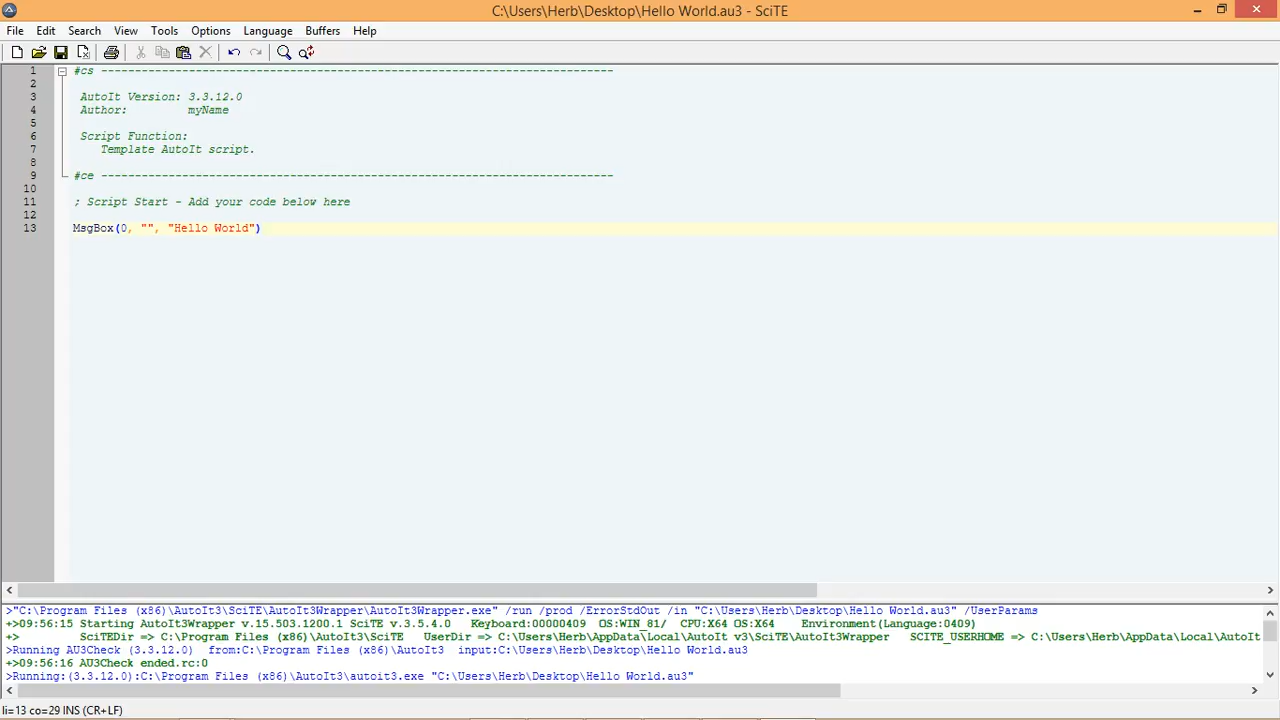 C:\Users\Herb\Desktop\Hello World.au3 - SciTE
File Edit Search View Tools Options Language Buffers Help
1 #cs ----------------------------------------------------------------------------
2
3 AutoIt Version: 3.3.12.0
4 Author: myName
5
6 Script Function:
7 Template AutoIt script.
8
9 #ce ----------------------------------------------------------------------------
10
11 ; Script Start - Add your code below here
12
13 MsgBox(0, "", "Hello World")
>"C:\Program Files (x86)\AutoIt3\SciTE\AutoIt3Wrapper\AutoIt3Wrapper.exe" /run /prod /ErrorStdOut /in "C:\Users\Herb\Desktop\Hello World.au3" /UserParams
+>09:56:15 Starting AutoIt3Wrapper v.15.503.1200.1 SciTE v.3.5.4.0 Keyboard:00000409 OS:WIN_81/ CPU:X64 OS:X64 Environment(Language:0409)
+> SciTEDir => C:\Program Files (x86)\AutoIt3\SciTE UserDir => C:\Users\Herb\AppData\Local\AutoIt v3\SciTE\AutoIt3Wrapper SCITE_USERHOME => C:\Users\Herb\AppData\Local\AutoIt
>Running AU3Check (3.3.12.0) from:C:\Program Files (x86)\AutoIt3 input:C:\Users\Herb\Desktop\Hello World.au3
+>09:56:16 AU3Check ended.rc:0
>Running:(3.3.12.0):C:\Program Files (x86)\AutoIt3\autoit3.exe "C:\Users\Herb\Desktop\Hello World.au3"
li=13 co=29 INS (CR+LF)